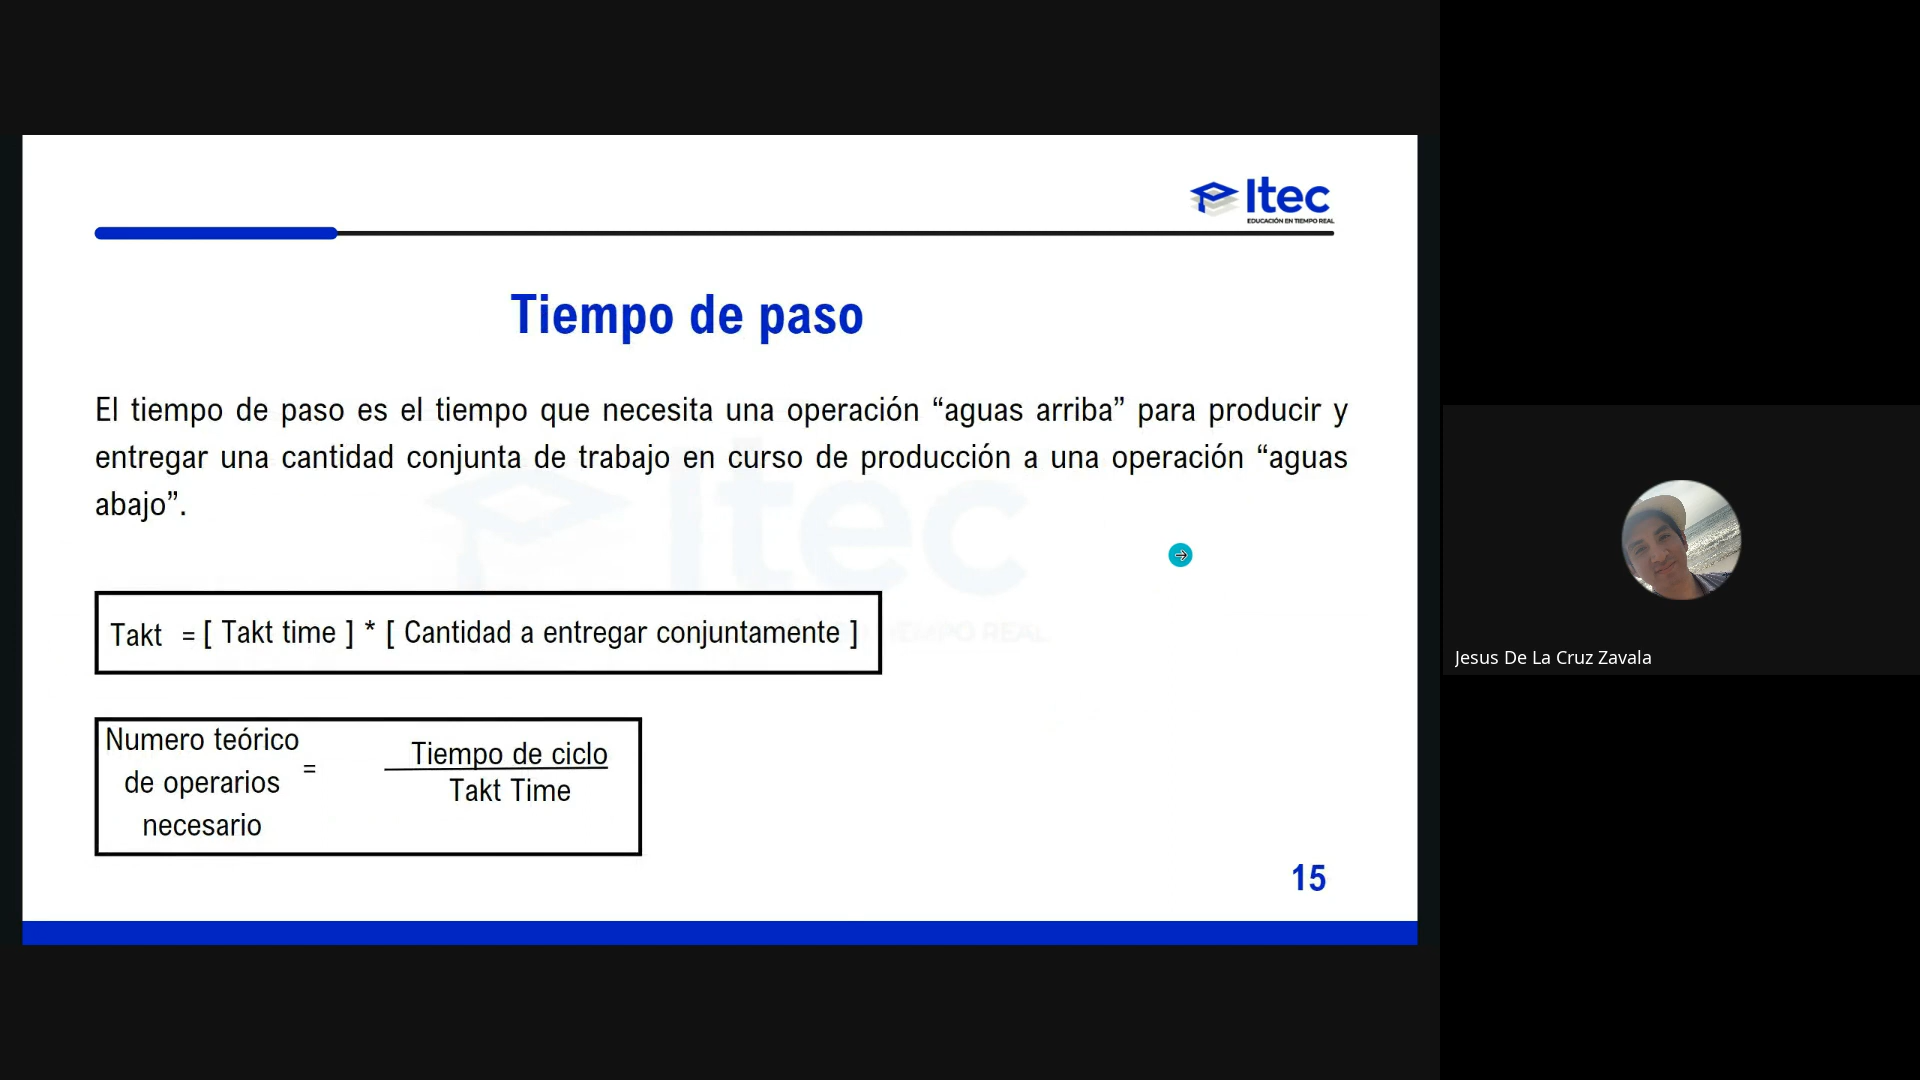 Itec
EDUCACIÓN EN TIEMPO REAL
Tiempo de paso
El tiempo de paso es el tiempo que necesita una operación “aguas arriba” para producir y
entregar una cantidad conjunta de trabajo en curso de producción a una operación “aguas
abajo”.
Itec
TIEMPO REAL
Takt = [ Takt time ] * [ Cantidad a entregar conjuntamente ]
Numero teórico
de operarios
necesario
=
Tiempo de ciclo
Takt Time
15
Jesus De La Cruz Zavala